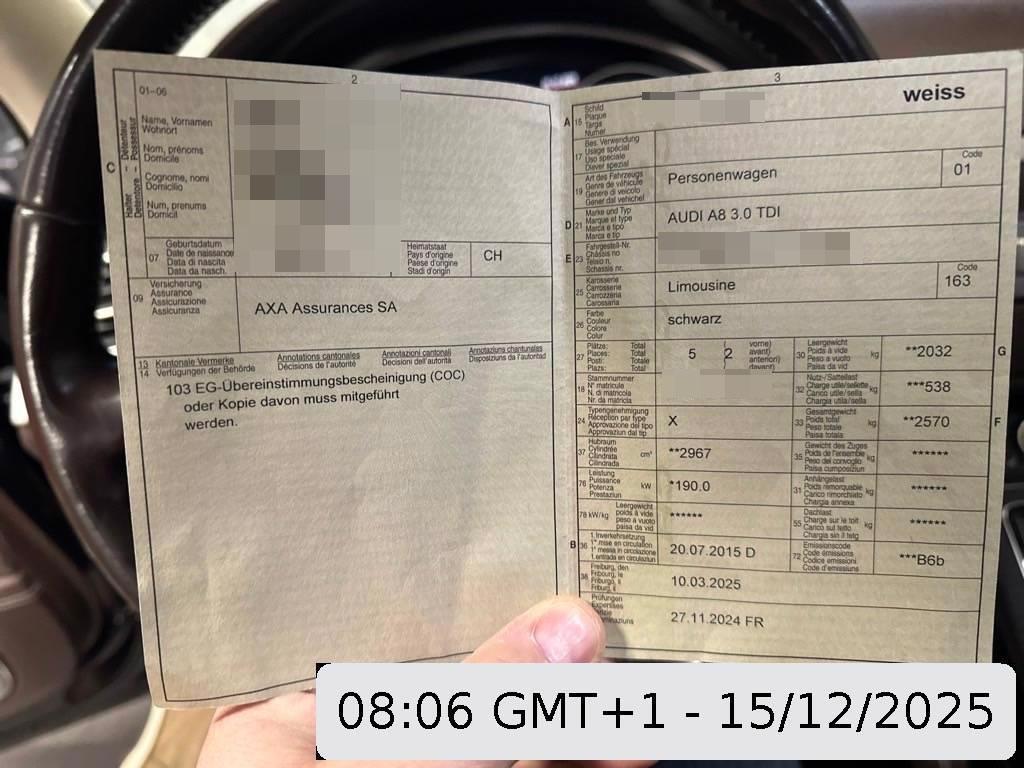 2
01-06
C
Halter - Détenteur
Detentore - Possessur
Name, Vornamen
Wohnort
Nom, prénoms
Domicile
Cognome, nomi
Domicilio
Num, prenums
Domicil
07
Geburtsdatum
Date de naissance
Data di nascita
Data da nasch.
Heimatstaat
Pays d'origine
Paese d'origine
Stadi d'origin
CH
09
Versicherung
Assurance
Assicurazione
Assicuranza
AXA Assurances SA
13 Kantonale Vermerke
14 Verfügungen der Behörde
Annotations cantonales
Décisions de l'autorité
Annotazioni cantonali
Decisioni dell'autorità
Annotaziuns chantunales
Disposiziuns da l'autoritad
103 EG-Übereinstimmungsbescheinigung (COC)
oder Kopie davon muss mitgeführt
werden.
3
weiss
A 15
Schild
Plaque
Targa
Numer
17
Bes. Verwendung
Usage spécial
Uso speciale
Diever spezial
19
Art des Fahrzeugs
Genre de véhicule
Genere di veicolo
Gener dal vehichel
Personenwagen
Code
01
D 21
Marke und Typ
Marque et type
Marca e tipo
Marca e tip
AUDI A8 3.0 TDI
E 23
Fahrgestell-Nr.
Châssis no
Telaio n.
Schassis nr.
25
Karosserie
Carrosserie
Carrozzeria
Carossaria
Limousine
Code
163
26
Farbe
Couleur
Colore
Colur
schwarz
27
Plätze: Total
Places: Total
Posti: Totale
Plazs: Total
5 ( 2
vorne)
avant)
anteriori)
davant)
30
Leergewicht
Poids à vide
Peso a vuoto
Paisa da vid
kg
**2032
G
18
Stammnummer
N° matricule
N. di matricola
Nr. da matricla
32
Nutz-/Sattellast
Charge utile/sellette
Carico utile/sella
Chargia utila/sella
kg
***538
24
Typengenehmigung
Réception par type
Approvazione del tipo
Approvaziun dal tip
X
33
Gesamtgewicht
Poids total
Peso totale
Paisa totala
kg
**2570
F
37
Hubraum
Cylindrée
Cilindrata
Cilindrada
cm³
**2967
35
Gewicht des Zuges
Poids de l'ensemble
Peso del convoglio
Paisa cumposiziun
kg
******
76
Leistung
Puissance
Potenza
Prestaziun
kW
*190.0
31
Anhängelast
Poids remorquable
Carico rimorchiato
Chargia annexa
kg
******
78 kW/kg
Leergewicht
poids à vide
peso a vuoto
paisa da vid
******
55
Dachlast
Charge sur le toit
Carico sul tetto
Chargia sin il tetg
kg
******
B 36
1. Inverkehrsetzung
1re mise en circulation
1a messa in circolazione
1. entrada en circulaziun
20.07.2015 D
72
Emissionscode
Code émissions
Codice emissioni
Code d'emissiuns
***B6b
38
Freiburg, den
Fribourg, le
Friburgo, il
Friburg, il
10.03.2025
Prüfungen
Expertises
27.11.2024 FR
08:06 GMT+1 - 15/12/2025